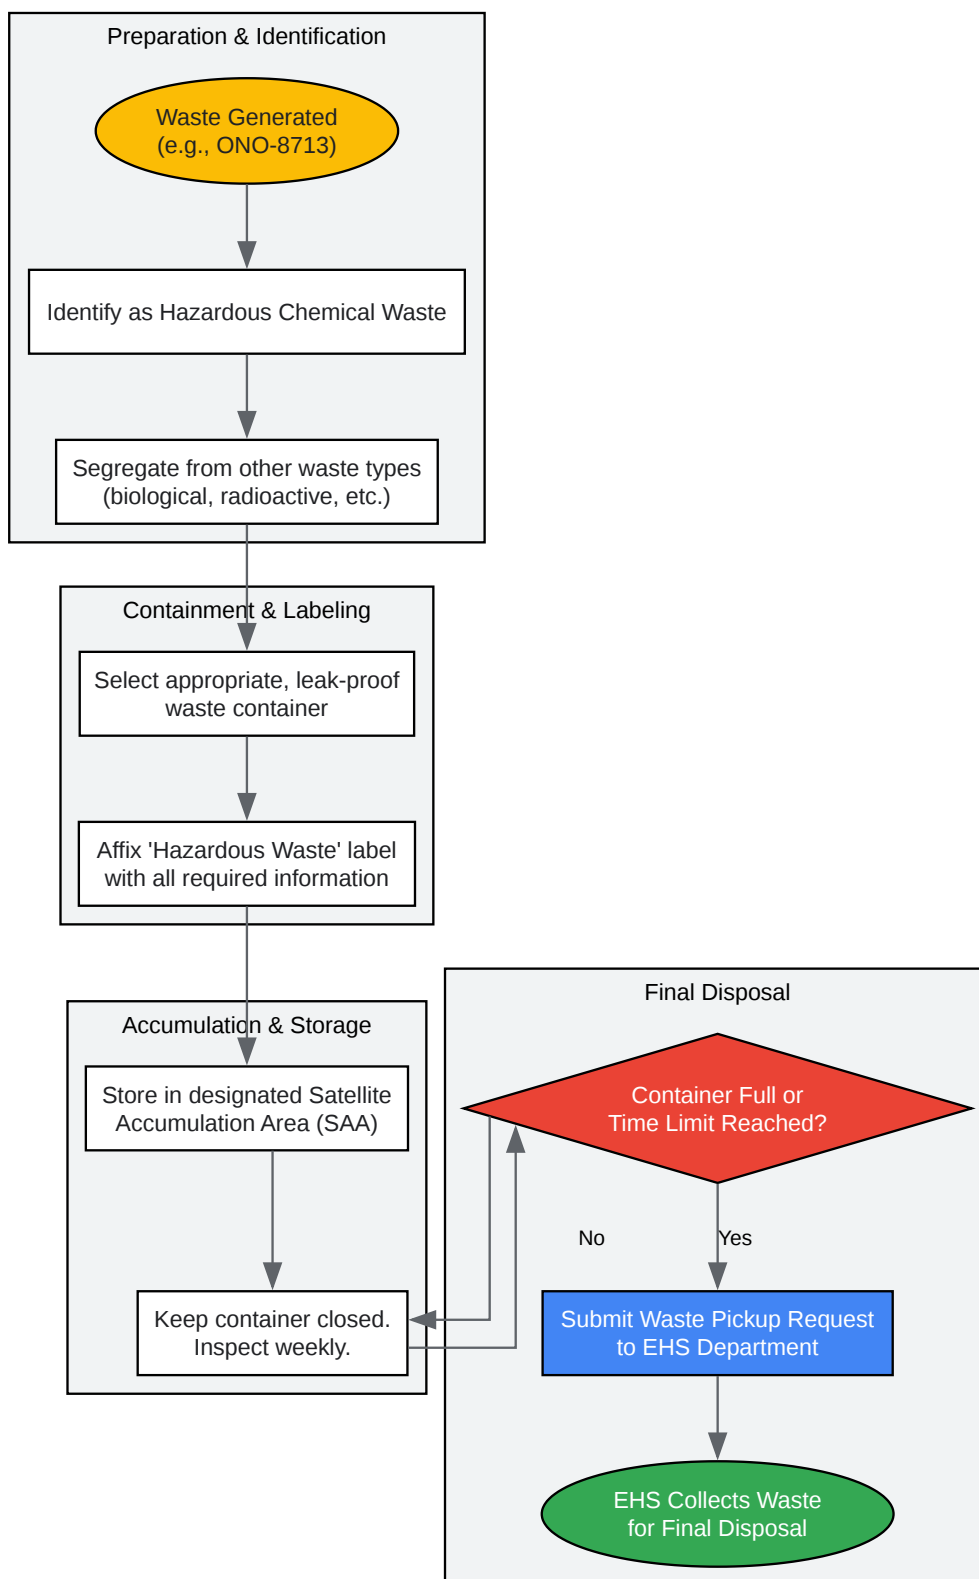 Preparation & Identification
Waste Generated
(e.g., ONO-8713)
Identify as Hazardous Chemical Waste
Segregate from other waste types
(biological, radioactive, etc.)
Containment & Labeling
Select appropriate, leak-proof
waste container
Affix 'Hazardous Waste' label
with all required information
Accumulation & Storage
Store in designated Satellite
Accumulation Area (SAA)
Keep container closed.
Inspect weekly.
Final Disposal
Container Full or
Time Limit Reached?
No
Yes
Submit Waste Pickup Request
to EHS Department
EHS Collects Waste
for Final Disposal